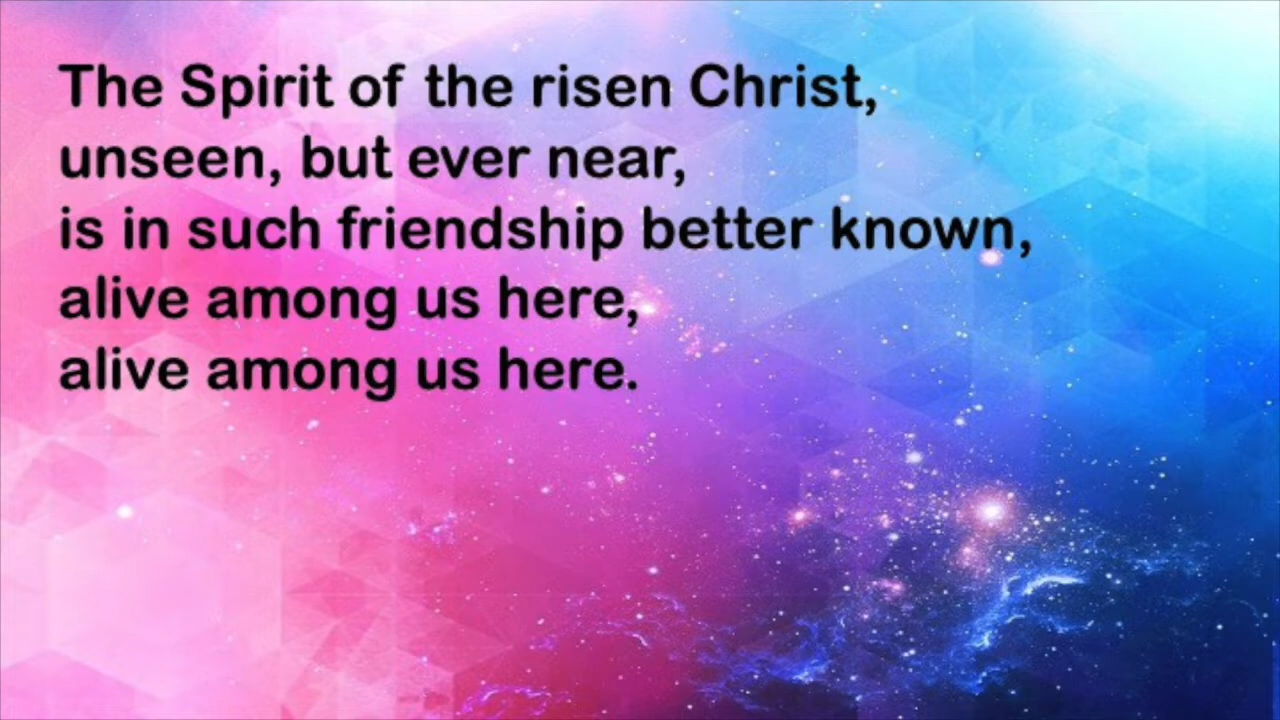 The Spirit of the risen Christ,
unseen, but ever near,
is in such friendship better known,
alive among us here,
alive among us here.